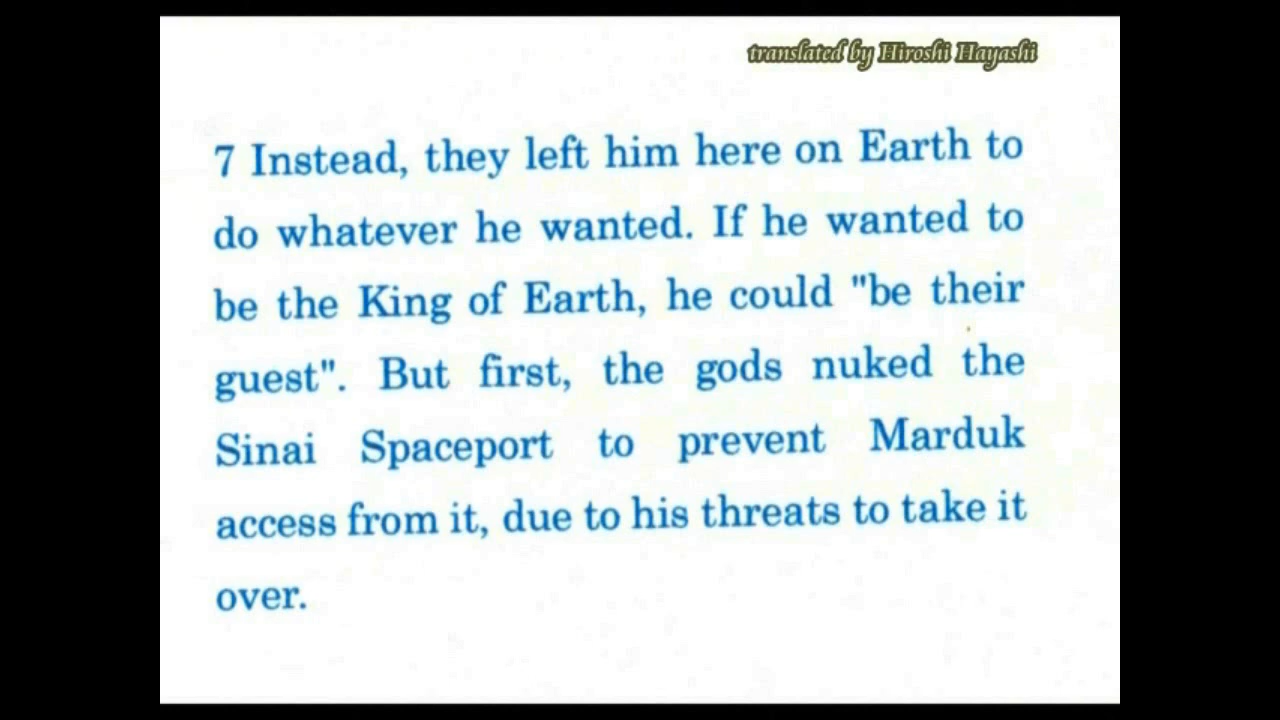 translated by Hiroshi Hayashi
7 Instead, they left him here on Earth to
do whatever he wanted. If he wanted to
be the King of Earth, he could "be their
guest". But first, the gods nuked the
Sinai Spaceport to prevent Marduk
access from it, due to his threats to take it
over.